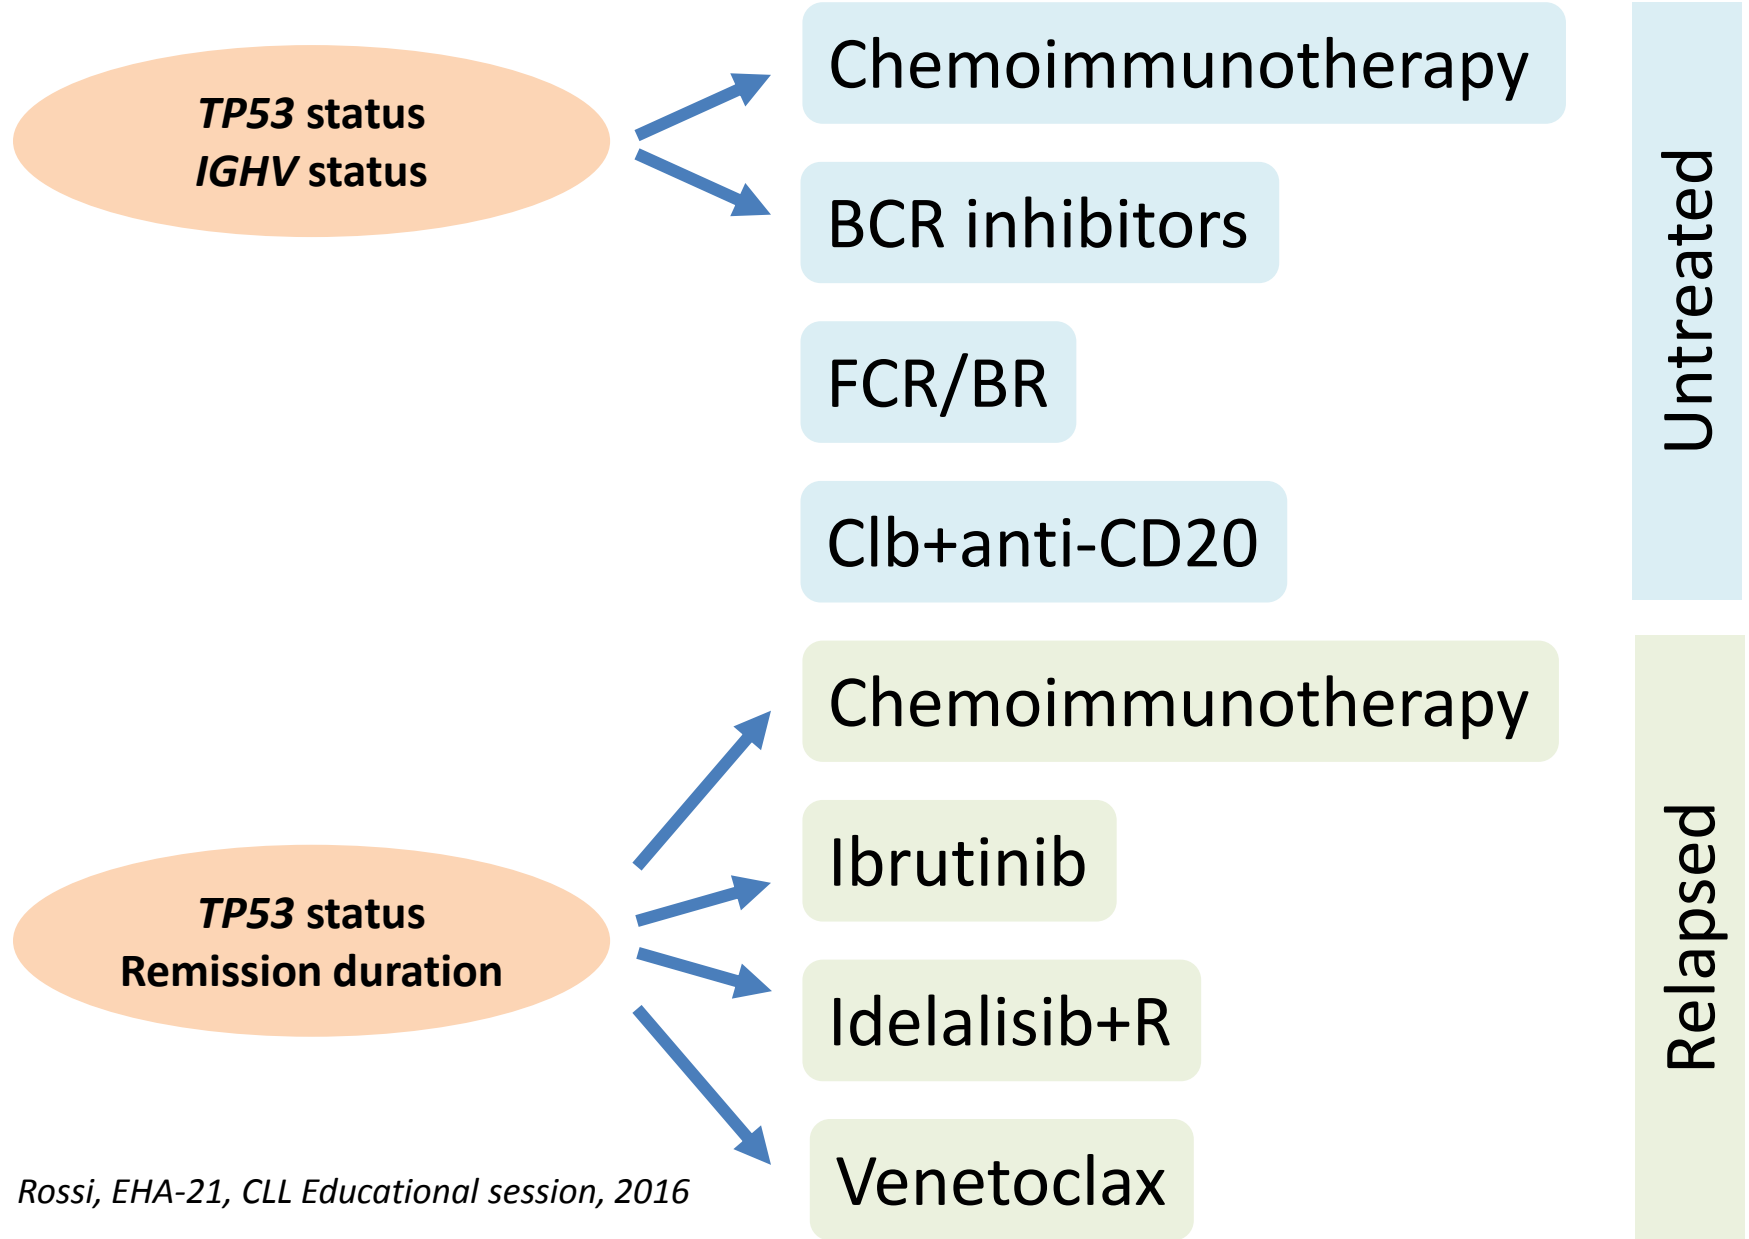 TP53 status
IGHV status
Chemoimmunotherapy
BCR inhibitors
FCR/BR
Clb+anti-CD20
Untreated
TP53 status
Remission duration
Chemoimmunotherapy
Ibrutinib
Idelalisib+R
Venetoclax
Relapsed
Rossi, EHA-21, CLL Educational session, 2016